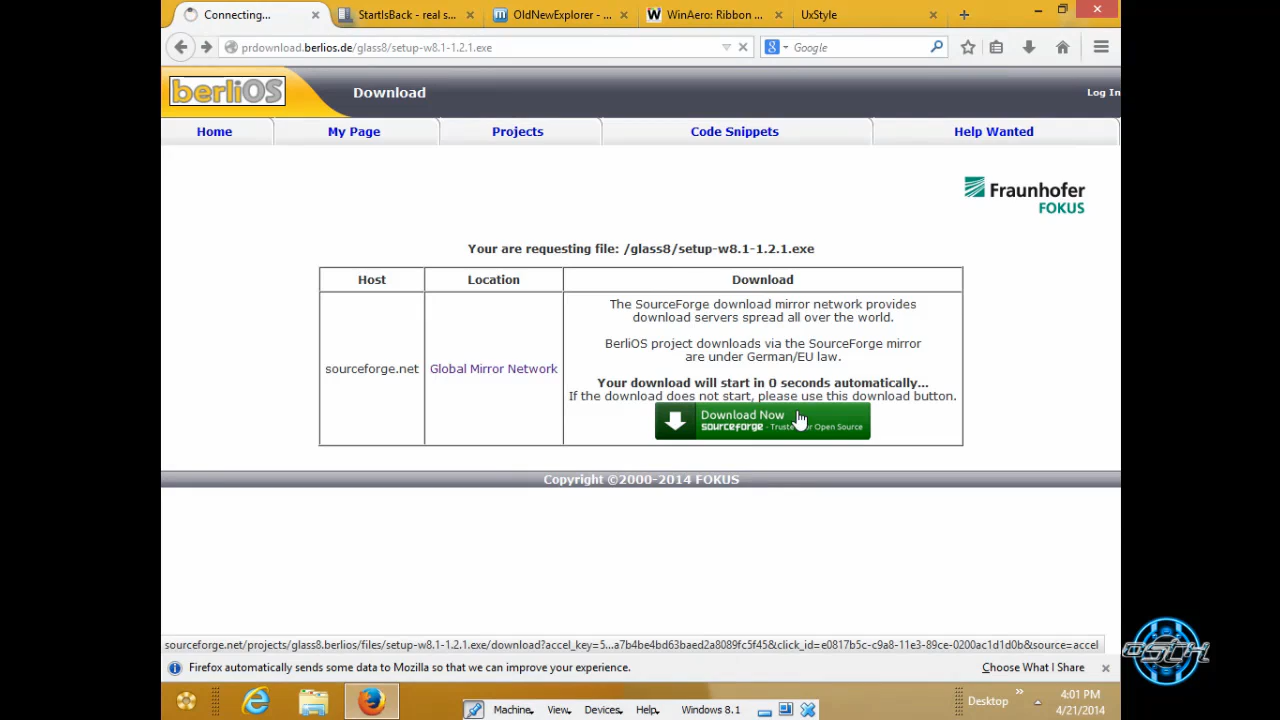 Connecting...
StartIsBack - real s...
OldNewExplorer - ...
WinAero: Ribbon ...
UxStyle
prdownload.berlios.de/glass8/setup-w8.1-1.2.1.exe
Google
berliOS
Download
Log In
Home
My Page
Projects
Code Snippets
Help Wanted
Fraunhofer
FOKUS
Your are requesting file: /glass8/setup-w8.1-1.2.1.exe
Host
Location
Download
sourceforge.net
Global Mirror Network
The SourceForge download mirror network provides
download servers spread all over the world.
BerliOS project downloads via the SourceForge mirror
are under German/EU law.
Your download will start in 0 seconds automatically...
If the download does not start, please use this download button.
Download Now
sourceforge - Truste ur Open Source
Copyright ©2000-2014 FOKUS
sourceforge.net/projects/glass8.berlios/files/setup-w8.1-1.2.1.exe/download?accel_key=5...a7b4be4bd63baed2a8089fc5f45&click_id=e0817b5c-c9a8-11e3-89ce-0200ac1d1d0b&source=accel
Firefox automatically sends some data to Mozilla so that we can improve your experience.
Choose What I Share
Machine
View
Devices
Help
Windows 8.1
Desktop
4:01 PM
4/21/2014